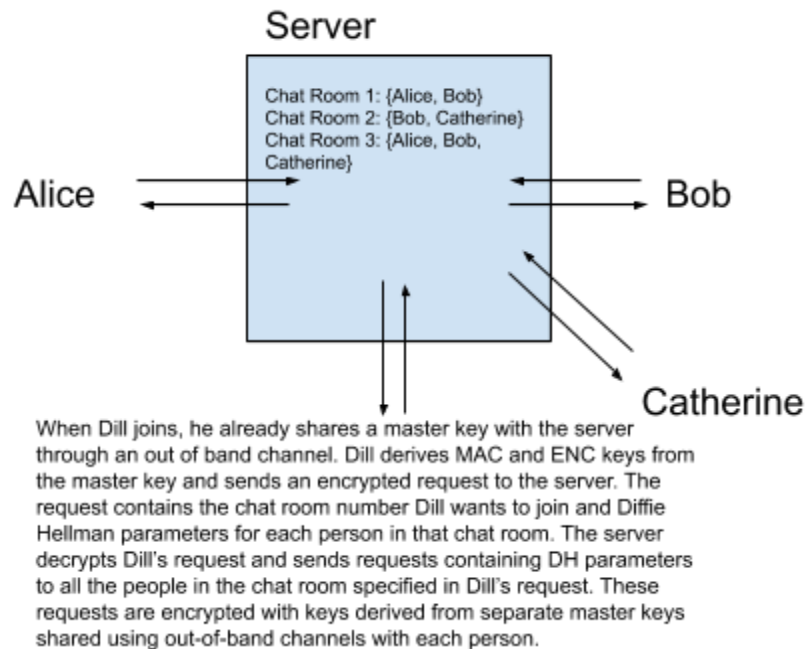 Server
Chat Room 1: {Alice, Bob}
Chat Room 2: {Bob, Catherine}
Chat Room 3: {Alice, Bob,
Catherine}
Alice
Bob
Catherine
When Dill joins, he already shares a master key with the server
through an out of band channel. Dill derives MAC and ENC keys from
the master key and sends an encrypted request to the server. The
request contains the chat room number Dill wants to join and Diffie
Hellman parameters for each person in that chat room. The server
decrypts Dill's request and sends requests containing DH parameters
to all the people in the chat room specified in Dill's request. These
requests are encrypted with keys derived from separate master keys
shared using out-of-band channels with each person.